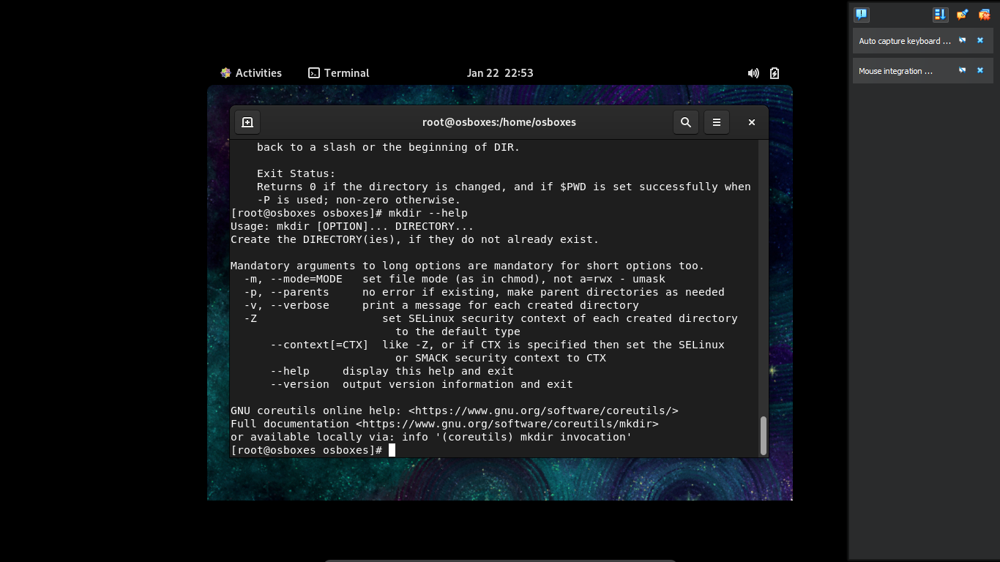 Activities
Terminal
Jan 22 22:53
Auto capture keyboard ...
Mouse integration ...
root@osboxes:/home/osboxes
    back to a slash or the beginning of DIR.
    Exit Status:
    Returns 0 if the directory is changed, and if $PWD is set successfully when
    -P is used; non-zero otherwise.
[root@osboxes osboxes]# mkdir --help
Usage: mkdir [OPTION]... DIRECTORY...
Create the DIRECTORY(ies), if they do not already exist.
Mandatory arguments to long options are mandatory for short options too.
  -m, --mode=MODE   set file mode (as in chmod), not a=rwx - umask
  -p, --parents     no error if existing, make parent directories as needed
  -v, --verbose     print a message for each created directory
  -Z                   set SELinux security context of each created directory
                         to the default type
      --context[=CTX]  like -Z, or if CTX is specified then set the SELinux
                         or SMACK security context to CTX
      --help     display this help and exit
      --version  output version information and exit
GNU coreutils online help: <https://www.gnu.org/software/coreutils/>
Full documentation <https://www.gnu.org/software/coreutils/mkdir>
or available locally via: info '(coreutils) mkdir invocation'
[root@osboxes osboxes]#